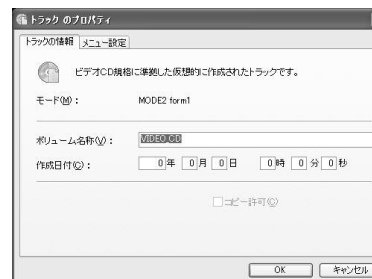 トラック のプロパティ
トラックの情報 メニュー設定
ビデオCD規格に準拠した仮想的に作成されたトラックです。
モード(M)： MODE2 form1
ボリューム名称(V)： VIDEO_CD
作成日付(C)： 0 年 0 月 0 日 0 時 0 分 0 秒
コピー許可(C)
OK キャンセル